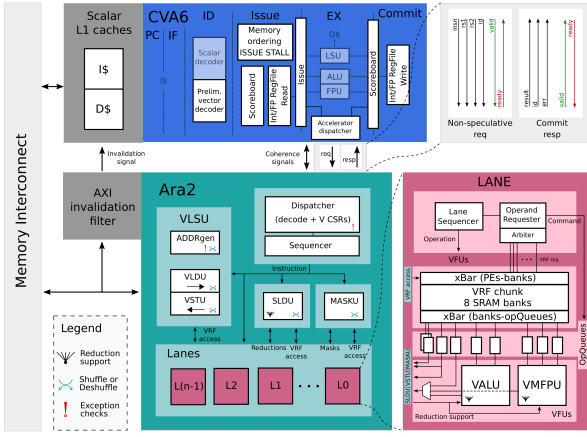 Memory Interconnect
Scalar
L1 caches
I$
D$
Invalidation
signal
AXI
invalidation
filter
CVA6
PC
IF
I$
ID
Scalar
decoder
Prelim.
vector
decoder
Issue
Memory
ordering
ISSUE STALL
Scoreboard
Int/FP RegFile
Read
Issue
EX
D$
LSU
ALU
FPU
Accelerator
dispatcher
Scoreboard
Commit
Int/FP RegFile
Write
Coherence
signals
req
resp
insn
rs1
rs2
id
valid
ready
Non-speculative
req
result
id
err
valid
ready
Commit
resp
Ara2
VLSU
ADDRgen
!
VLDU
VSTU
VRF
access
Dispatcher
(decode + V CSRs)
!
Sequencer
Instruction
SLDU
MASKU
Reductions
VRF
access
Masks
VRF
access
Lanes
L(n-1)
L2
L1
L0
Legend
Reduction
support
Shuffle or
Deshuffle
!
Exception
checks
LANE
Lane
Sequencer
Operand
Requester
Arbiter
Command
Operation
VFUs
VRF req
VRF access
xBar (PEs-banks)
VRF chunk
8 SRAM banks
xBar (banks-opQueues)
OpQueues
SLDU
VSTU
MASKU
VALU
VMFPU
Reduction support
VFUs